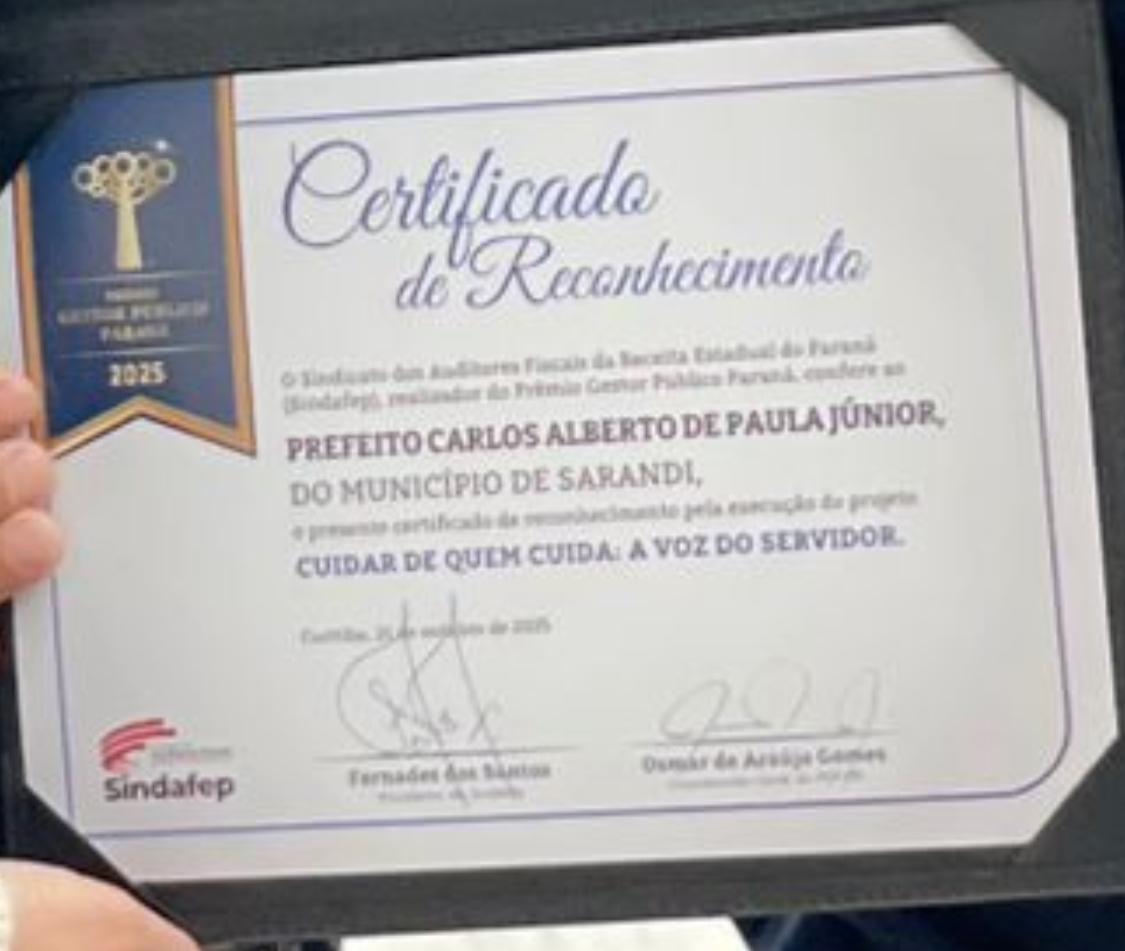 Certificado
de Reconhecimento
PRÊMIO
GESTOR PÚBLICO
PARANÁ
2025
O Sindicato dos Auditores Fiscais da Receita Estadual do Paraná
(Sindafep), realizador do Prêmio Gestor Público Paraná, confere ao
PREFEITO CARLOS ALBERTO DE PAULA JÚNIOR,
DO MUNICÍPIO DE SARANDI,
o presente certificado de reconhecimento pela execução do projeto
CUIDAR DE QUEM CUIDA: A VOZ DO SERVIDOR.
Curitiba, de outubro de 2025
Sindafep
Fernades dos Santos
Osmar de Araújo Gomes